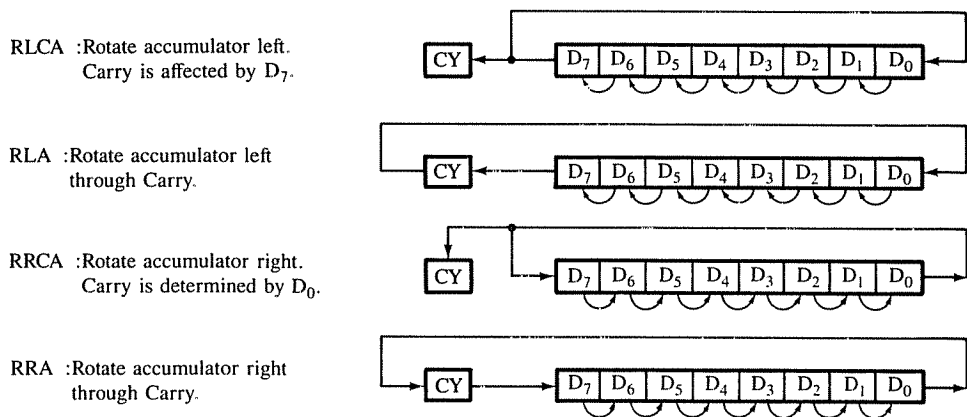 RLCA :Rotate accumulator left.
Carry is affected by D₇.
CY D₇ D₆ D₅ D₄ D₃ D₂ D₁ D₀
RLA :Rotate accumulator left
through Carry.
CY D₇ D₆ D₅ D₄ D₃ D₂ D₁ D₀
RRCA :Rotate accumulator right.
Carry is determined by D₀.
CY D₇ D₆ D₅ D₄ D₃ D₂ D₁ D₀
RRA :Rotate accumulator right
through Carry.
CY D₇ D₆ D₅ D₄ D₃ D₂ D₁ D₀